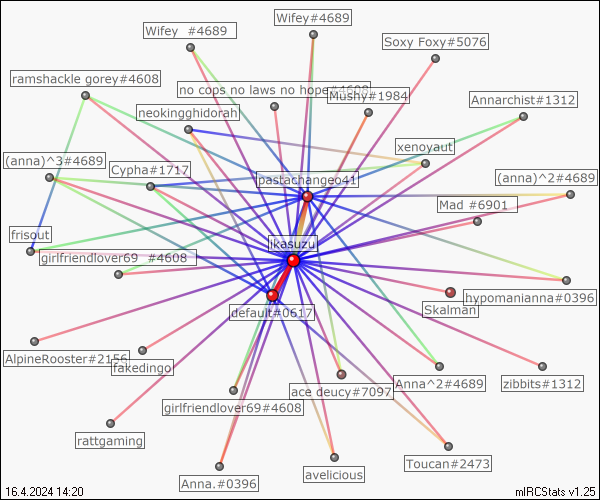 Wifey#4689
Wifey  #4689
Soxy Foxy#5076
ramshackle gorey#4608
no cops no laws no hope#4608
Mushy#1984
Annarchist#1312
neokingghidorah
xenoyaut
(anna)^3#4689
Cypha#1717
pastachangeo41
(anna)^2#4689
Mad #6901
frisout
jkasuzu
girlfriendlover69  #4608
hypomanianna#0396
Skalman
default#0617
AlpineRooster#2156
fakedingo
ace deucy#7097
Anna^2#4689
zibbits#1312
girlfriendlover69#4608
rattgaming
Toucan#2473
avelicious
Anna.#0396
16.4.2024 14:20
mIRCStats v1.25